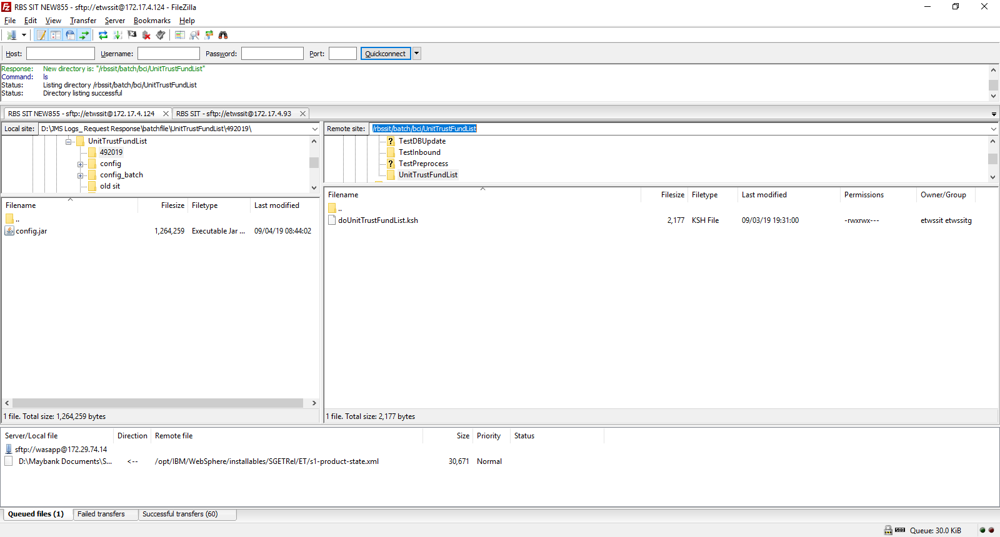 RBS SIT NEW855 - sftp://etwssit@172.17.4.124 - FileZilla
File Edit View Transfer Server Bookmarks Help
Host: Username: Password: Port: Quickconnect
Response: New directory is: "/rbssit/batch/bci/UnitTrustFundList"
Command: ls
Status: Listing directory /rbssit/batch/bci/UnitTrustFundList
Status: Directory listing successful
RBS SIT NEW855 - sftp://etwssit@172.17.4.124 RBS SIT - sftp://etwssit@172.17.4.93
Local site: D:\JMS Logs_ Request Response\batchfile\UnitTrustFundList\492019\
UnitTrustFundList
492019
config
config_batch
old sit
Filename Filesize Filetype Last modified
..
config.jar 1,264,259 Executable Jar ... 09/04/19 08:44:02
1 file. Total size: 1,264,259 bytes
Remote site: /rbssit/batch/bci/UnitTrustFundList
TestDBUpdate
TestInbound
TestPreprocess
UnitTrustFundList
Filename Filesize Filetype Last modified Permissions Owner/Group
..
doUnitTrustFundList.ksh 2,177 KSH File 09/03/19 19:31:00 -rwxrwx--- etwssit etwssitg
1 file. Total size: 2,177 bytes
Server/Local file Direction Remote file Size Priority Status
sftp://wasapp@172.29.74.14
D:\Maybank Documents\S... <-- /opt/IBM/WebSphere/installables/SGETRel/ET/s1-product-state.xml 30,671 Normal
Queued files (1) Failed transfers Successful transfers (60)
Queue: 30.0 KiB